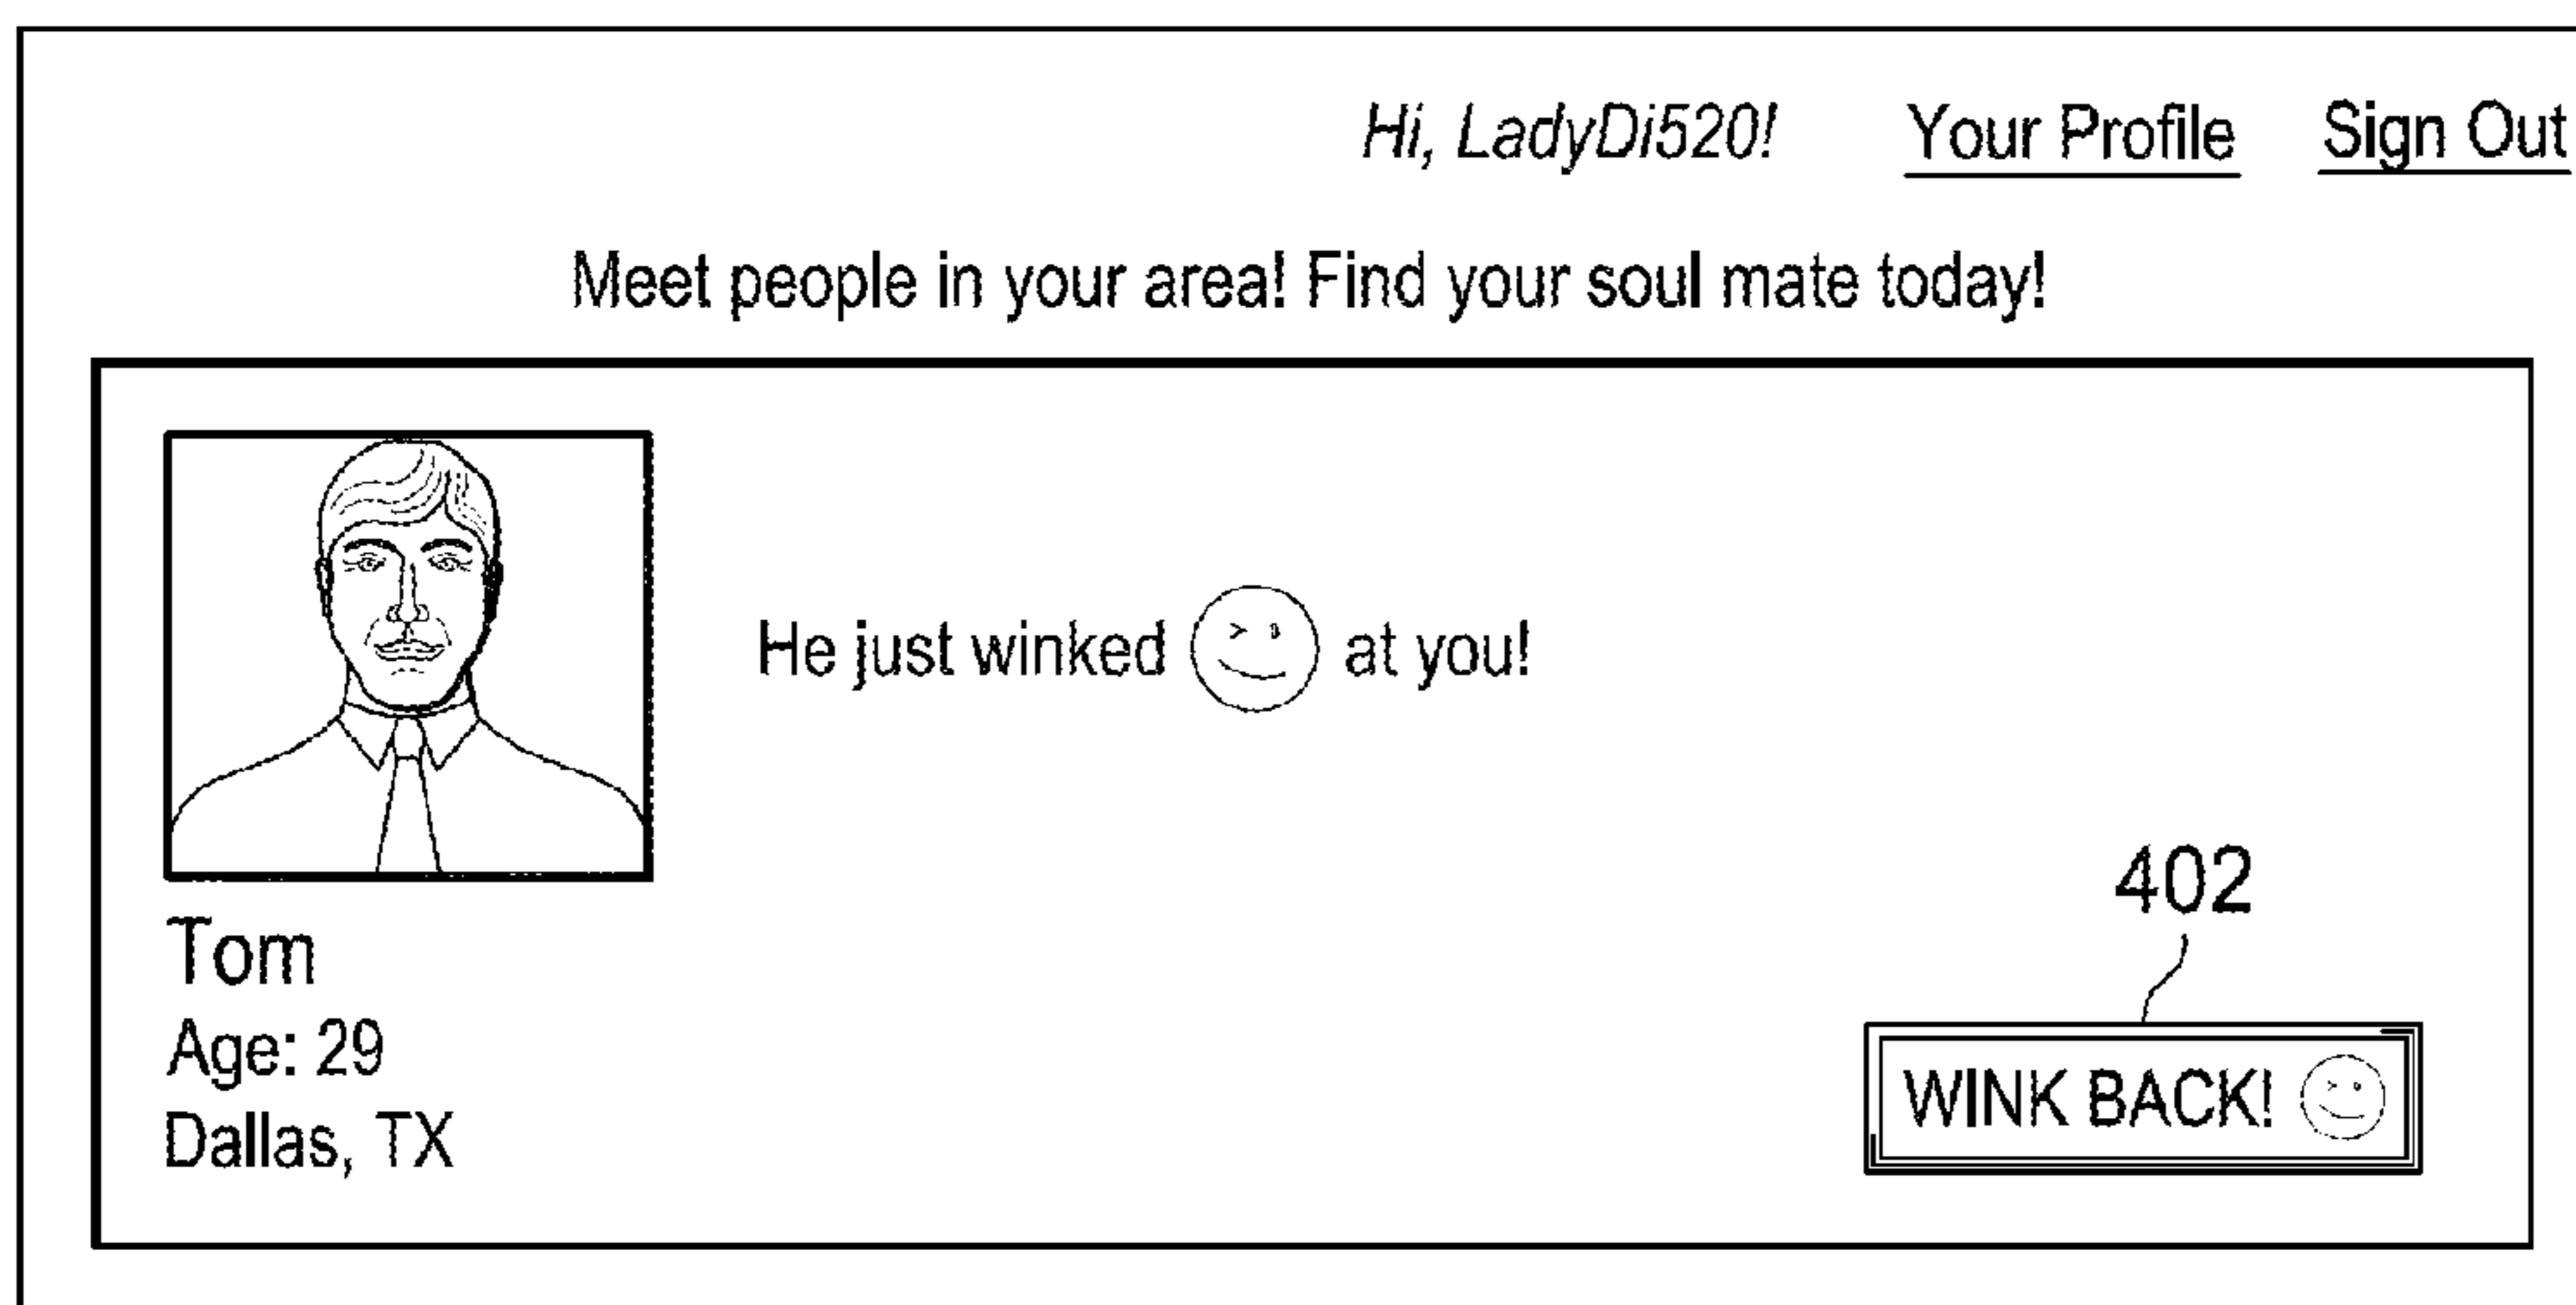 Hi, LadyDi520! Your Profile Sign Out
Meet people in your area! Find your soul mate today!
He just winked at you!
Tom
Age: 29
Dallas, TX
402
WINK BACK!